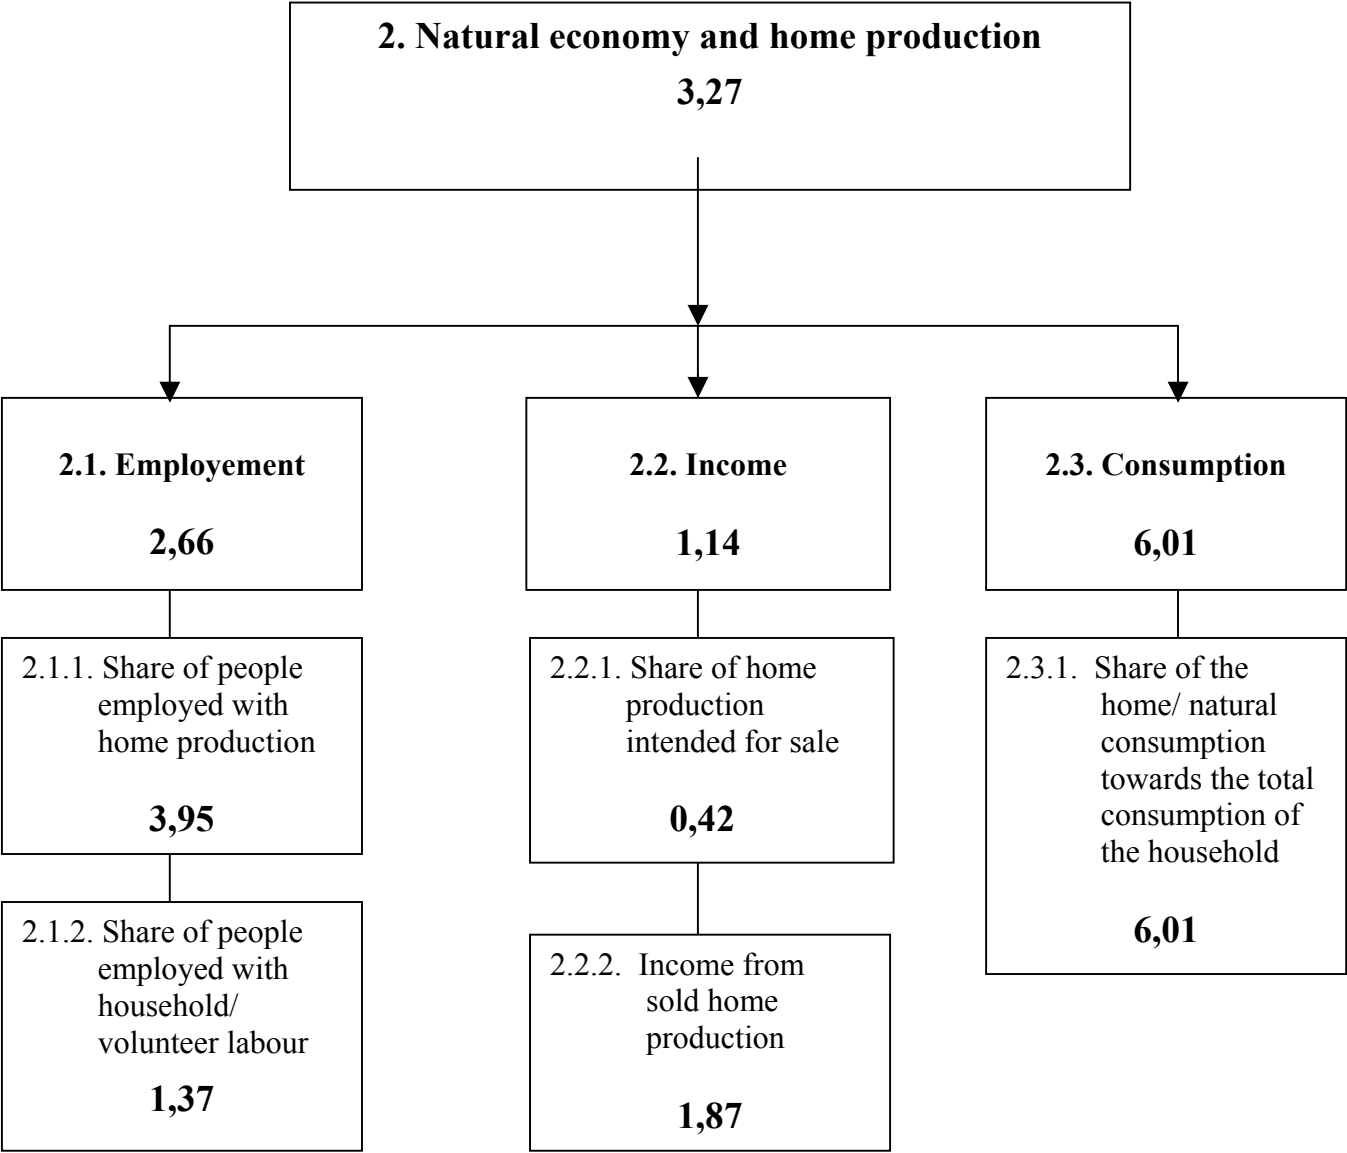 2. Natural economy and home production
3,27
2.1. Employement
2,66
2.2. Income
1,14
2.3. Consumption
6,01
2.1.1. Share of people
employed with
home production
3,95
2.1.2. Share of people
employed with
household/
volunteer labour
1,37
2.2.1. Share of home
production
intended for sale
0,42
2.2.2. Income from
sold home
production
1,87
2.3.1. Share of the
home/ natural
consumption
towards the total
consumption of
the household
6,01